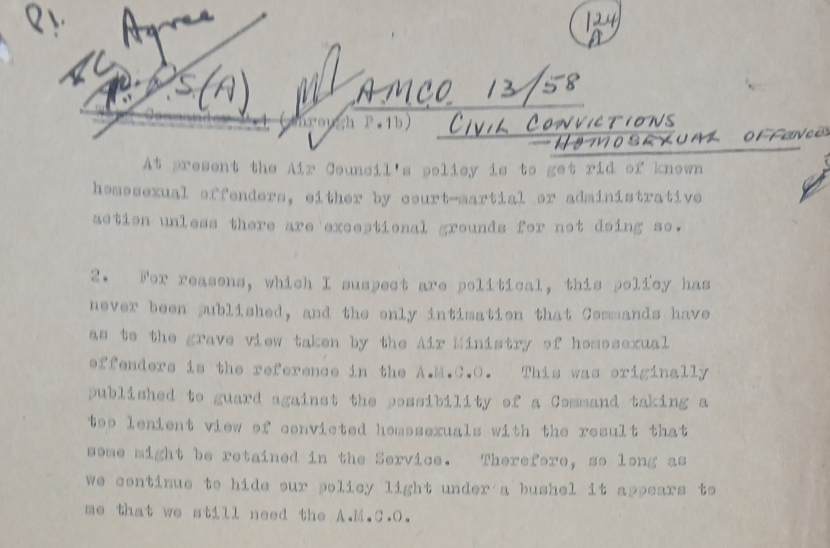 P1.
Agree
124
A
S(A)
A.M.C.O. 13/58
(through P.1b)
CIVIL CONVICTIONS
— HOMOSEXUAL OFFENCES
At present the Air Council's policy is to get rid of known
homosexual offenders, either by court-martial or administrative
action unless there are exceptional grounds for not doing so.
2. For reasons, which I suspect are political, this policy has
never been published, and the only intimation that Commands have
as to the grave view taken by the Air Ministry of homosexual
offenders is the reference in the A.M.C.O. This was originally
published to guard against the possibility of a Command taking a
too lenient view of convicted homosexuals with the result that
some might be retained in the Service. Therefore, so long as
we continue to hide our policy light under a bushel it appears to
me that we still need the A.M.C.O.